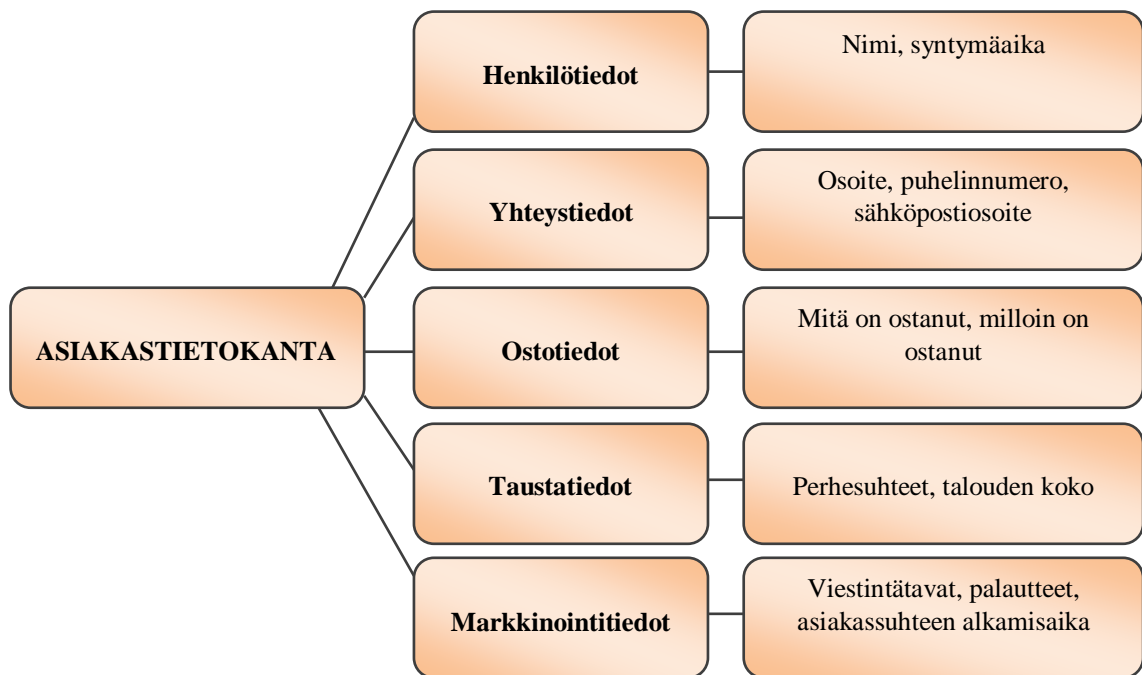 ASIAKASTIETOKANTA
Henkilötiedot
Nimi, syntymäaika
Yhteystiedot
Osoite, puhelinnumero,
sähköpostiosoite
Ostotiedot
Mitä on ostanut, milloin on
ostanut
Taustatiedot
Perhesuhteet, talouden koko
Markkinointitiedot
Viestintätavat, palautteet,
asiakassuhteen alkamisaika